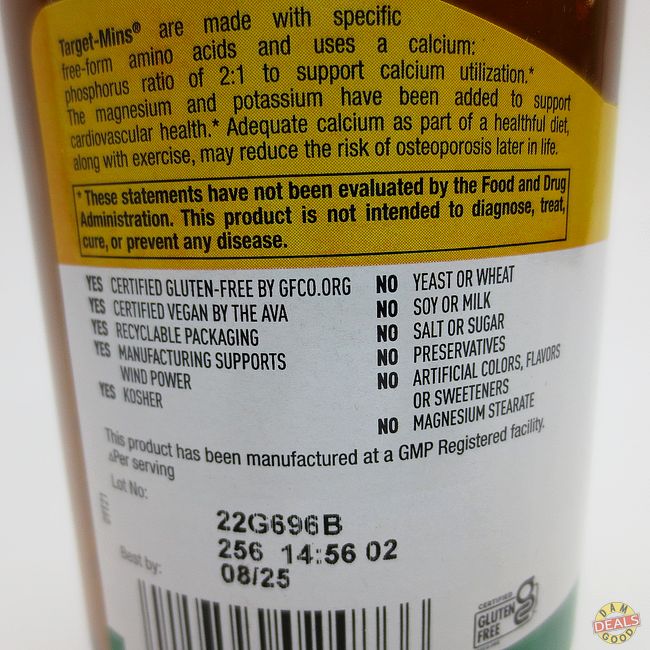 Target-Mins® are made with specific
free-form amino acids and uses a calcium:
phosphorus ratio of 2:1 to support calcium utilization.*
The magnesium and potassium have been added to support
cardiovascular health.* Adequate calcium as part of a healthful diet,
along with exercise, may reduce the risk of osteoporosis later in life.
*These statements have not been evaluated by the Food and Drug
Administration. This product is not intended to diagnose, treat,
cure, or prevent any disease.
YES CERTIFIED GLUTEN-FREE BY GFCO.ORG
YES CERTIFIED VEGAN BY THE AVA
YES RECYCLABLE PACKAGING
YES MANUFACTURING SUPPORTS
WIND POWER
YES KOSHER
NO YEAST OR WHEAT
NO SOY OR MILK
NO SALT OR SUGAR
NO PRESERVATIVES
NO ARTIFICIAL COLORS, FLAVORS
OR SWEETENERS
NO MAGNESIUM STEARATE
This product has been manufactured at a GMP Registered facility.
Per serving
Lot No:
22G696B
256 14:56 02
Best by:
08/25
CERTIFIED
GLUTEN
FREE
DAM
DEALS
GOOD